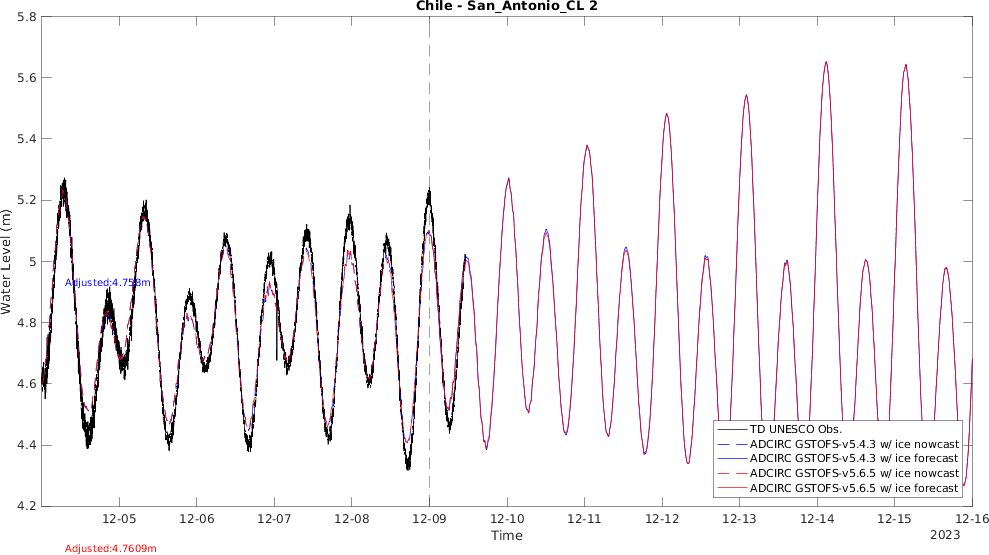 Chile - San_Antonio_CL 2
5.8
5.6
5.4
5.2
5
4.8
4.6
4.4
4.2
Water Level (m)
Adjusted:4.758m
TD UNESCO Obs.
ADCIRC GSTOFS-v5.4.3 w/ ice nowcast
ADCIRC GSTOFS-v5.4.3 w/ ice forecast
ADCIRC GSTOFS-v5.6.5 w/ ice nowcast
ADCIRC GSTOFS-v5.6.5 w/ ice forecast
12-05 12-06 12-07 12-08 12-09 12-10 12-11 12-12 12-13 12-14 12-15 12-16
Time
2023
Adjusted:4.7609m